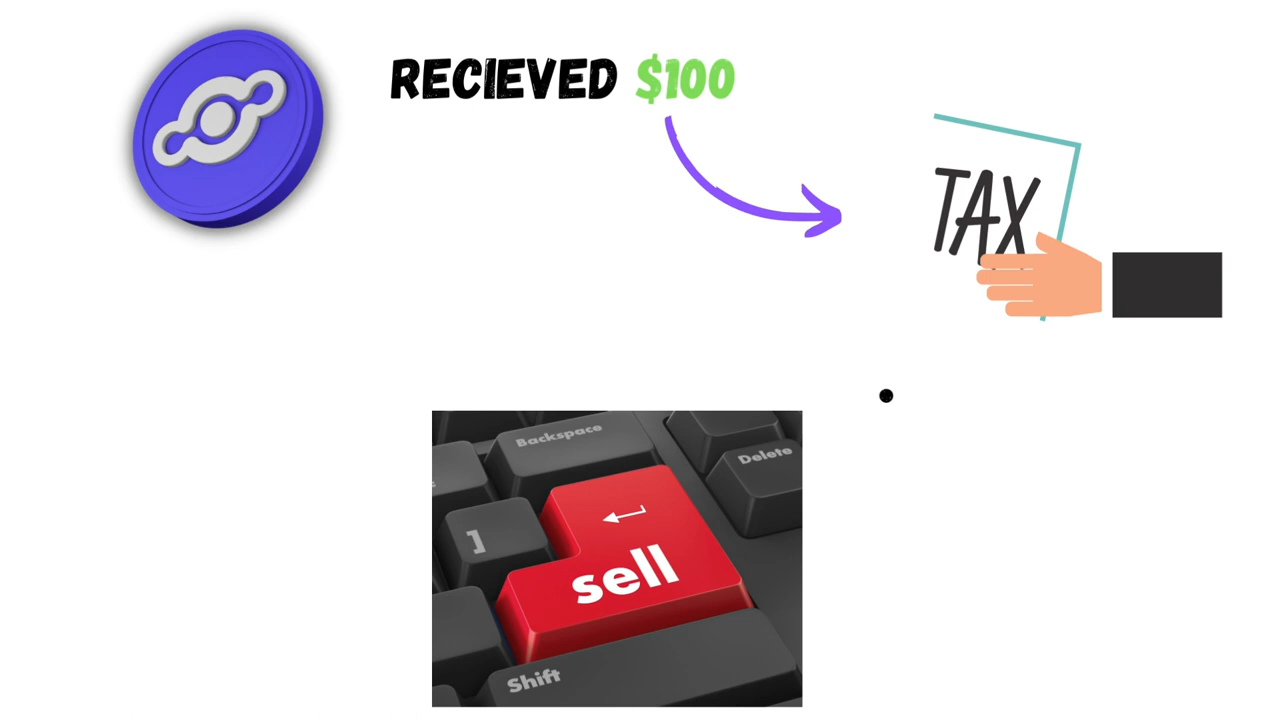 RECIEVED $100
TAX
Backspace
Delete
]
sell
Shift